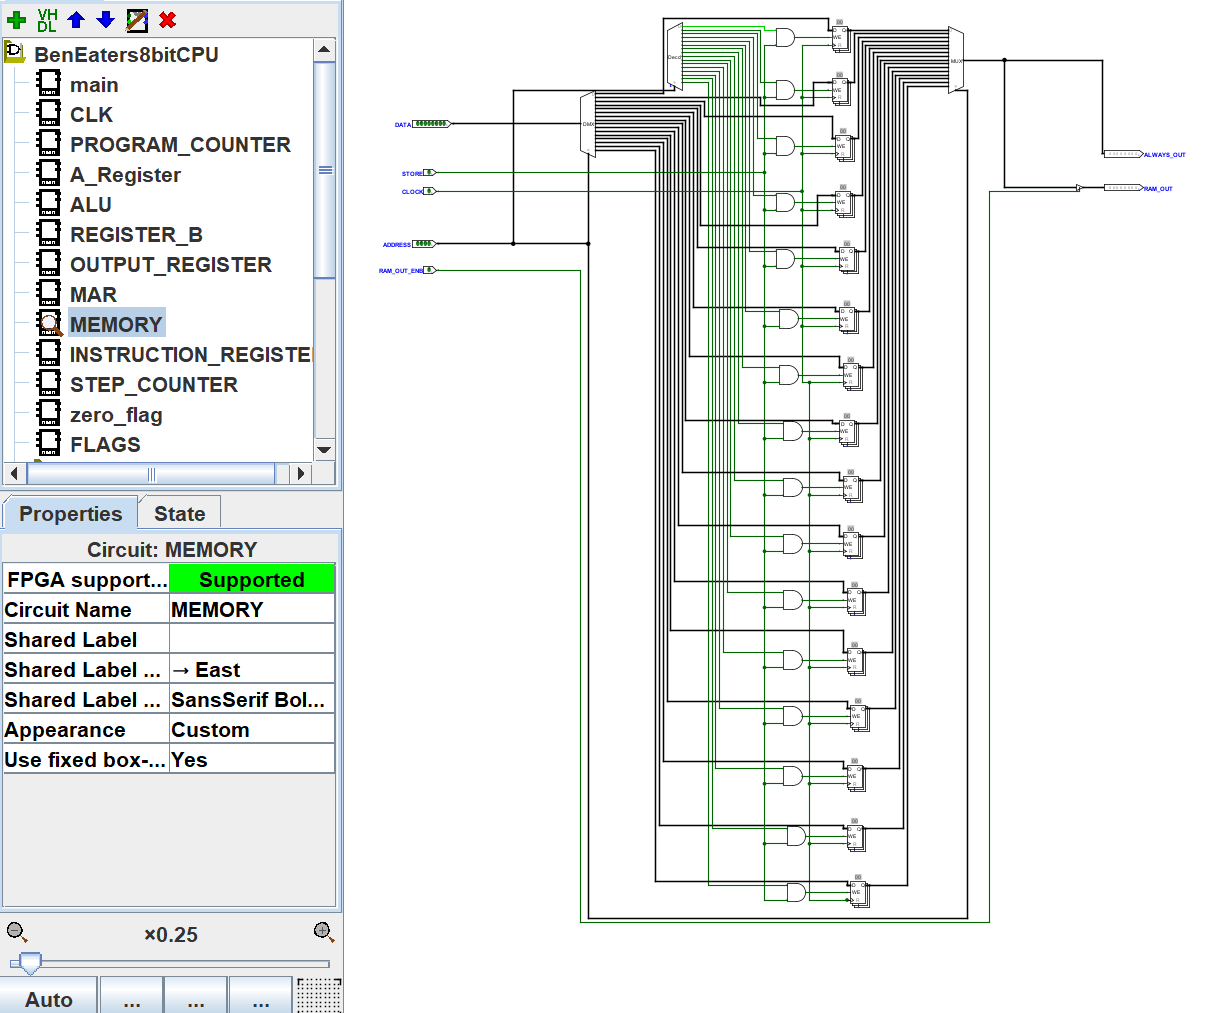 VH
DL
BenEaters8bitCPU
main
CLK
PROGRAM_COUNTER
A_Register
ALU
REGISTER_B
OUTPUT_REGISTER
MAR
MEMORY
INSTRUCTION_REGISTE
STEP_COUNTER
zero_flag
FLAGS
Properties
State
Circuit: MEMORY
FPGA support... Supported
Circuit Name MEMORY
Shared Label
Shared Label ... → East
Shared Label ... SansSerif Bol...
Appearance Custom
Use fixed box-... Yes
×0.25
Auto ... ... ...
DATA
STORE
CLOCK
ADDRESS
RAM_OUT_ENB
Decd
DMX
MUX
ALWAYS_OUT
RAM_OUT